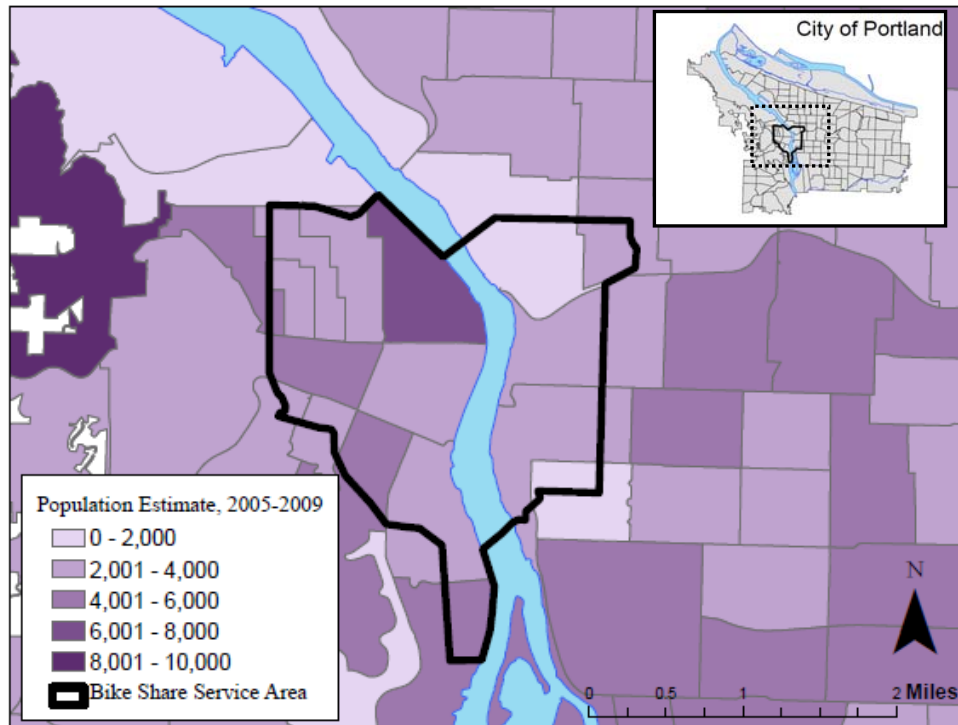 City of Portland
Population Estimate, 2005-2009
0 - 2,000
2,001 - 4,000
4,001 - 6,000
6,001 - 8,000
8,001 - 10,000
Bike Share Service Area
N
0 0.5 1 2 Miles